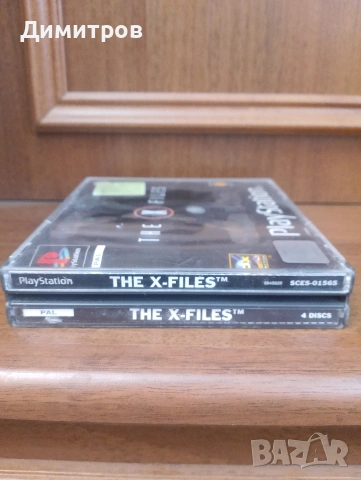 Димитров
THE X FILES
PlayStation
PlayStation
THE X-FILES™
SCES-01565
PAL
THE X-FILES™
4 DISCS
BAZAR